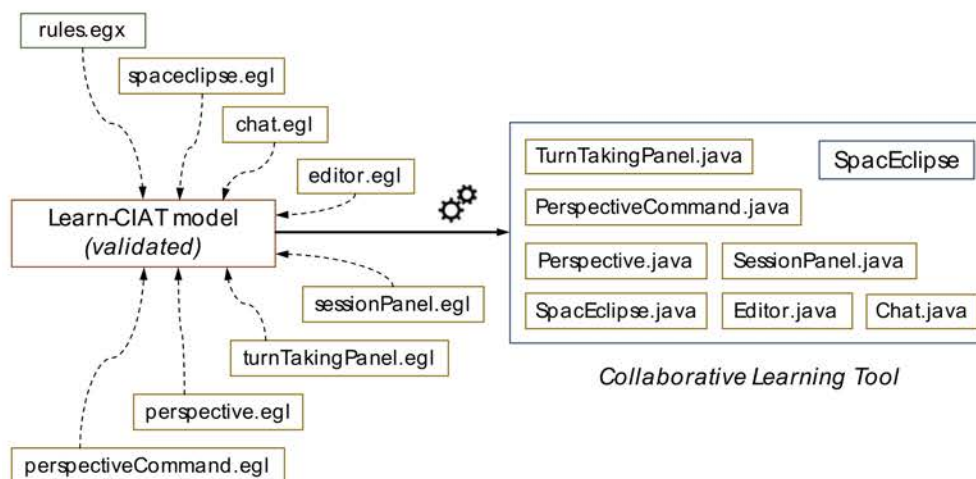 rules.egx
spaceclipse.egl
chat.egl
editor.egl
Learn-CIAT model
(validated)
sessionPanel.egl
turnTakingPanel.egl
perspective.egl
perspectiveCommand.egl
TurnTakingPanel.java
SpacEclipse
PerspectiveCommand.java
Perspective.java
SessionPanel.java
SpacEclipse.java
Editor.java
Chat.java
Collaborative Learning Tool